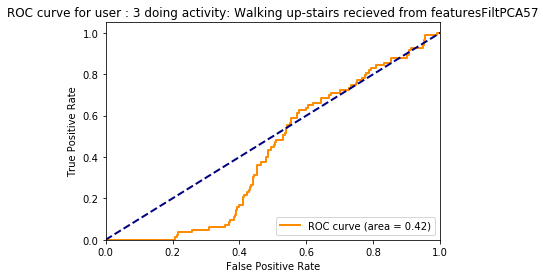 ROC curve for user : 3 doing activity: Walking up-stairs recieved from featuresFiltPCA57
1.0
0.8
0.6
0.4
0.2
0.0
True Positive Rate
ROC curve (area = 0.42)
0.0 0.2 0.4 0.6 0.8 1.0
False Positive Rate